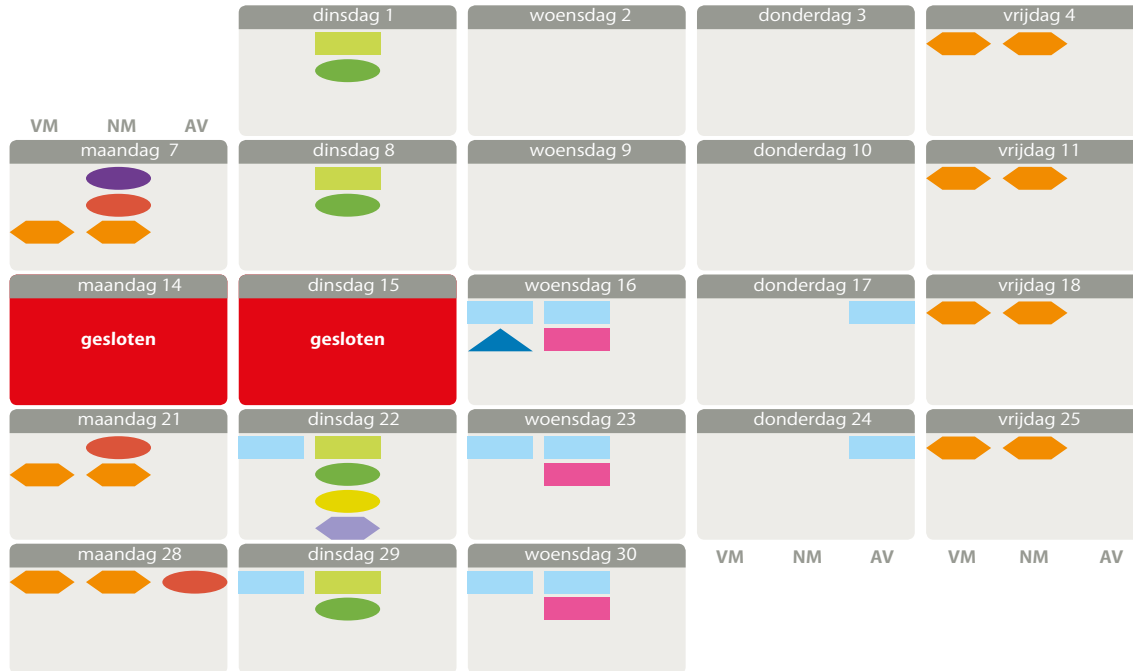 dinsdag 1 woensdag 2 donderdag 3 vrijdag 4
VM NM AV
maandag 7 dinsdag 8 woensdag 9 donderdag 10 vrijdag 11
maandag 14 dinsdag 15 woensdag 16 donderdag 17 vrijdag 18
gesloten gesloten
maandag 21 dinsdag 22 woensdag 23 donderdag 24 vrijdag 25
maandag 28 dinsdag 29 woensdag 30 VM NM AV VM NM AV